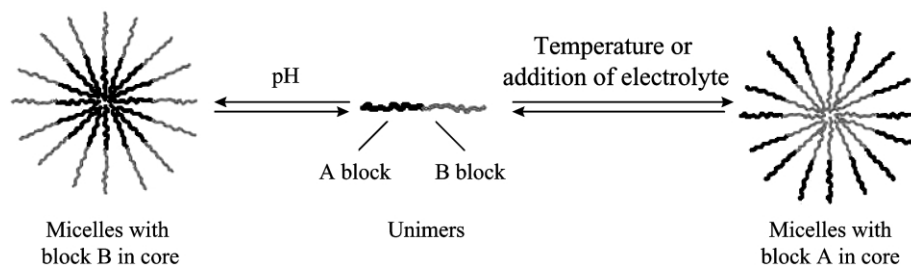 pH
Temperature or
addition of electrolyte
A block
B block
Micelles with
block B in core
Unimers
Micelles with
block A in core